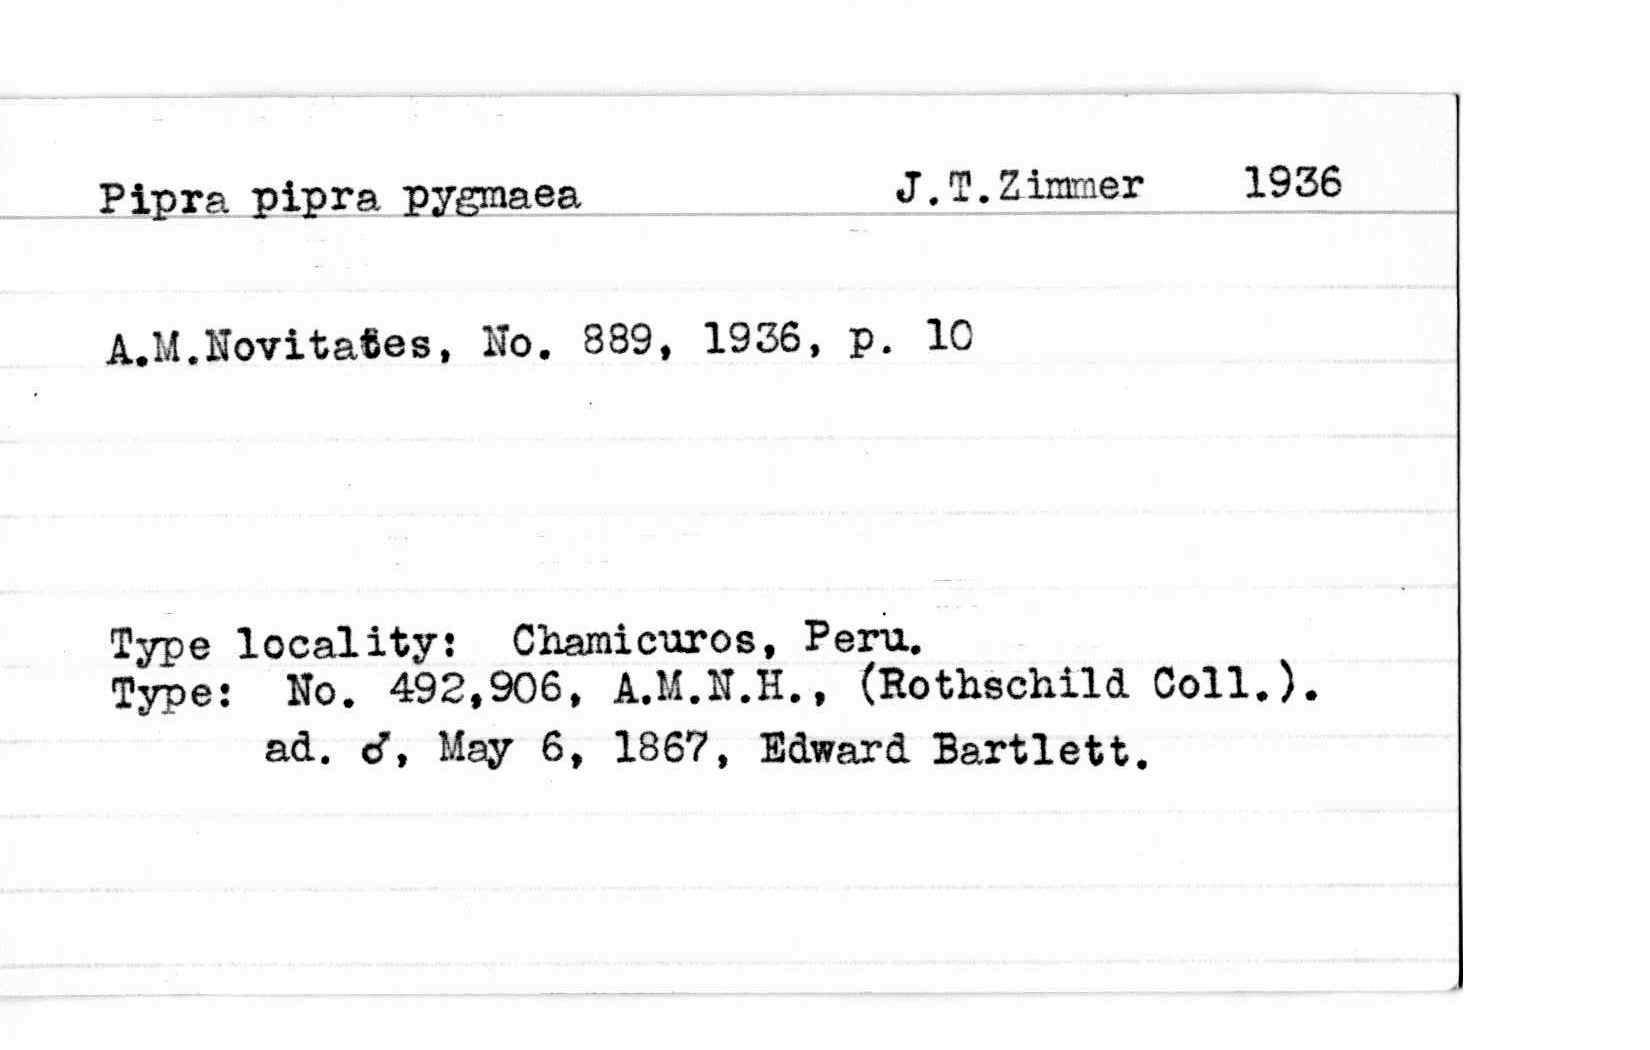 Pipra pipra pygmaea J.T.Zimmer 1936
A.M.Novitates, No. 889, 1936, p. 10
Type locality: Chamicuros, Peru.
Type: No. 492,906, A.M.N.H., (Rothschild Coll.).
ad. ♂, May 6, 1867, Edward Bartlett.